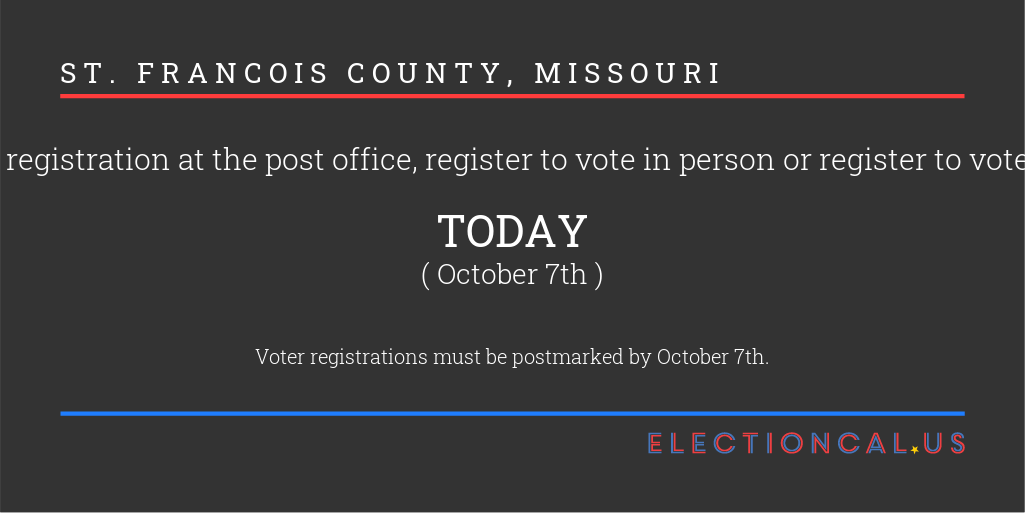 ST. FRANCOIS COUNTY, MISSOURI
registration at the post office, register to vote in person or register to vote
TODAY
( October 7th )
Voter registrations must be postmarked by October 7th.
ELECTIONCAL.US